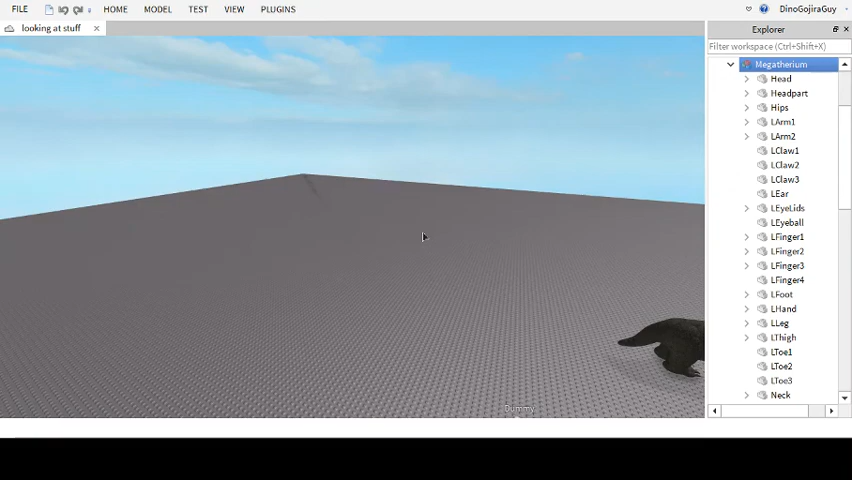 FILE HOME MODEL TEST VIEW PLUGINS DinoGojiraGuy
looking at stuff
Explorer
Filter workspace (Ctrl+Shift+X)
Megatherium
Head
Headpart
Hips
LArm1
LArm2
LClaw1
LClaw2
LClaw3
LEar
LEyeLids
LEyeball
LFinger1
LFinger2
LFinger3
LFinger4
LFoot
LHand
LLeg
LThigh
LToe1
LToe2
LToe3
Neck
Dummy